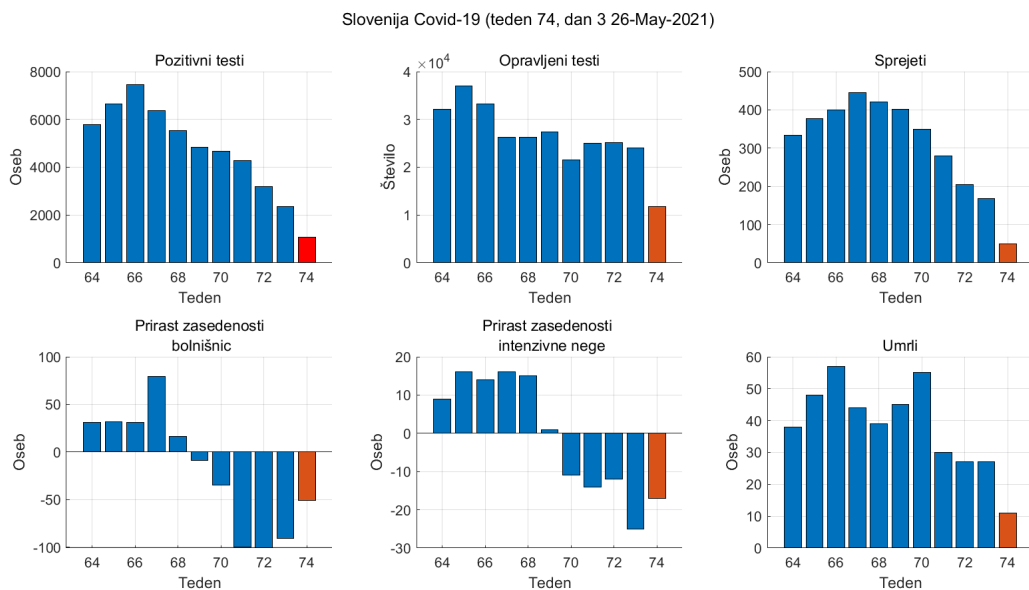 Slovenija Covid-19 (teden 74, dan 3 26-May-2021)
Pozitivni testi
8000
6000
4000
2000
0
Oseb
64 66 68 70 72 74
Teden
Opravljeni testi
×10^4
4
3
2
1
0
Število
64 66 68 70 72 74
Teden
Sprejeti
500
400
300
200
100
0
Oseb
64 66 68 70 72 74
Teden
Prirast zasedenosti
bolnišnic
100
50
0
-50
-100
Oseb
64 66 68 70 72 74
Teden
Prirast zasedenosti
intenzivne nege
20
10
0
-10
-20
-30
Oseb
64 66 68 70 72 74
Teden
Umrli
60
50
40
30
20
10
0
Oseb
64 66 68 70 72 74
Teden